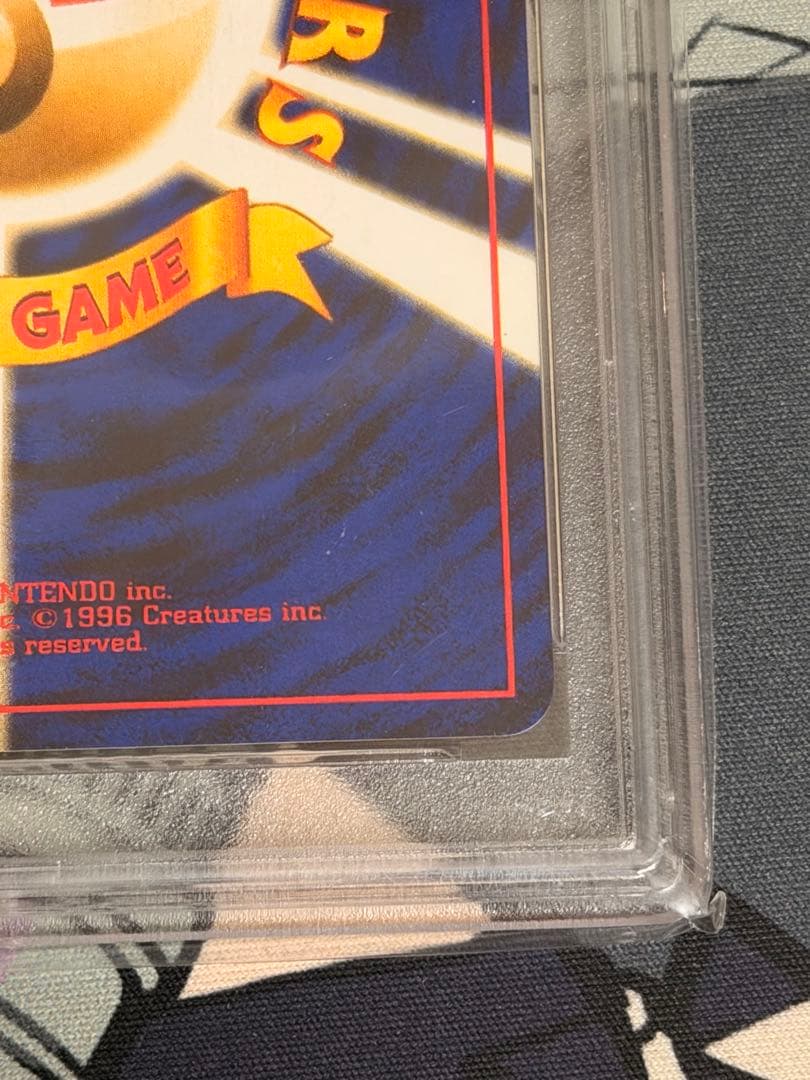 RS
GAME
NTENDO inc.
©1996 Creatures inc.
reserved.